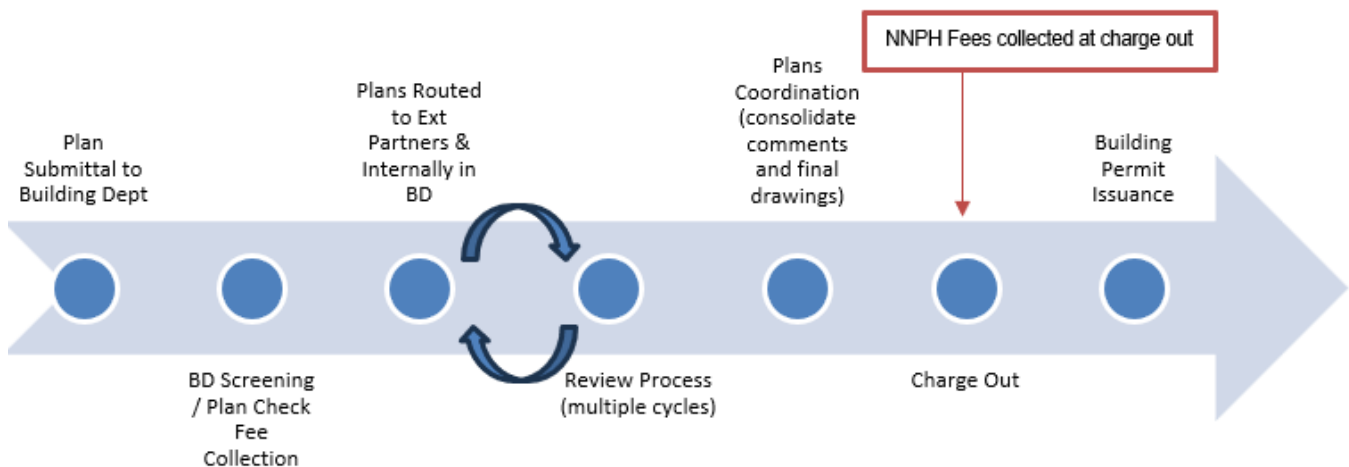 NNPH Fees collected at charge out
Plan
Submittal to
Building Dept
BD Screening
/ Plan Check
Fee
Collection
Plans Routed
to Ext
Partners &
Internally in
BD
Review Process
(multiple cycles)
Plans
Coordination
(consolidate
comments
and final
drawings)
Charge Out
Building
Permit
Issuance